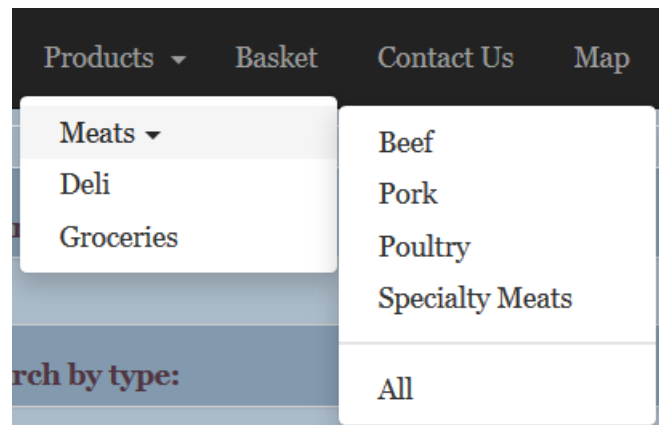 Products Basket Contact Us Map
Meats
Deli
Groceries
Beef
Pork
Poultry
Specialty Meats
All
rch by type: